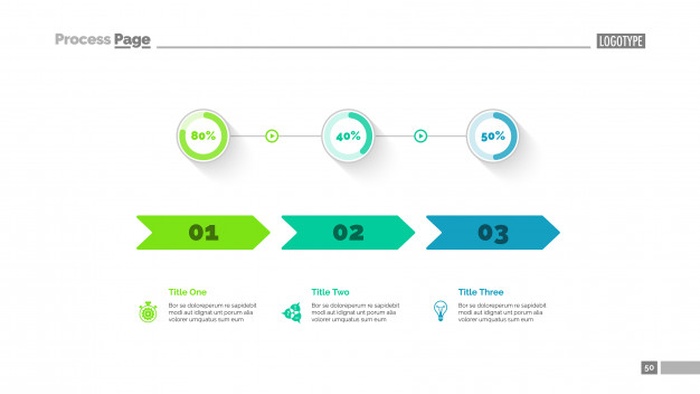 Process Page
LOGOTYPE
80%
40%
50%
01
02
03
Title One
Bor se doloreperum re sapidebit
modi aut idignat unt porum alia
volorer umquatus sum eum
Title Two
Bor se doloreperum re sapidebit
modi aut idignat unt porum alia
volorer umquatus sum eum
Title Three
Bor se doloreperum re sapidebit
modi aut idignat unt porum alia
volorer umquatus sum eum
50